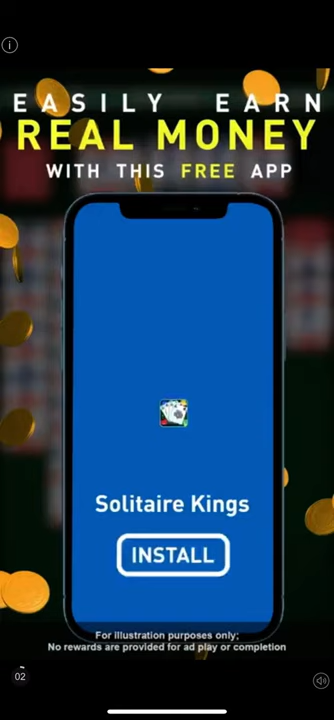 EASILY EARN
REAL MONEY
WITH THIS FREE APP
Solitaire Kings
INSTALL
For illustration purposes only;
No rewards are provided for ad play or completion
02